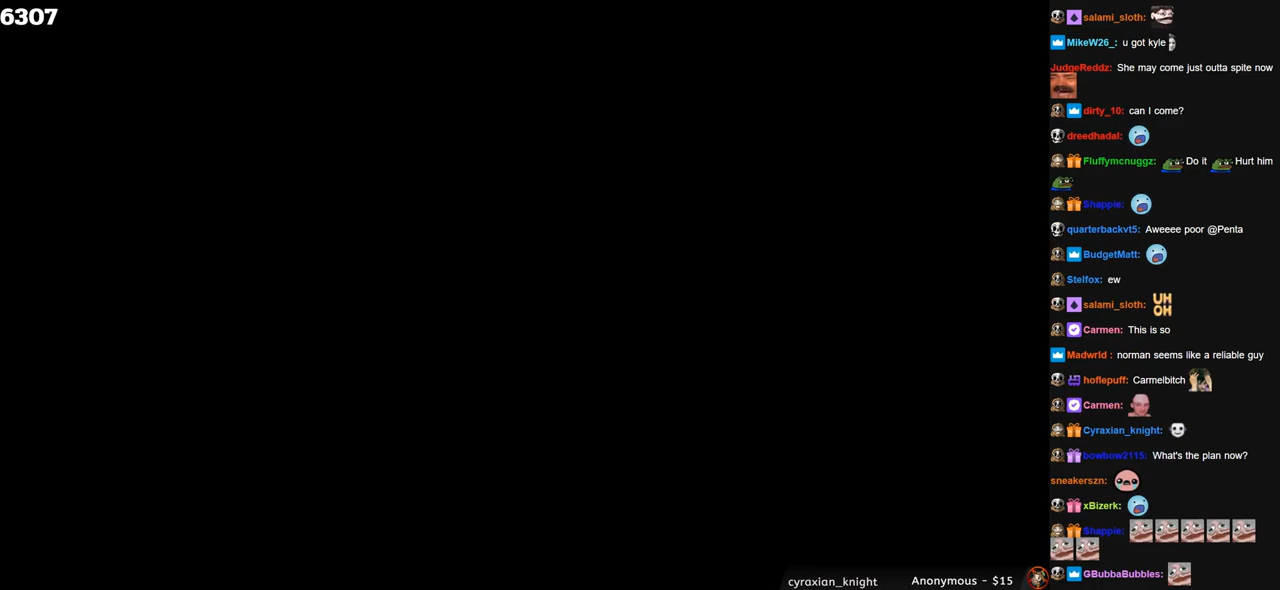 6307
salami_sloth:
MikeW26_: u got kyle
JudgeReddz: She may come just outta spite now
dirty_10: can I come?
dreedhadal:
Fluffymcnuggz: Do it Hurt him
Shappie:
quarterbackvt5: Aweeee poor @Penta
BudgetMatt:
Stelfox: ew
salami_sloth: UH OH
Carmen: This is so
Madwrld : norman seems like a reliable guy
hoflepuff: Carmelbitch
Carmen:
Cyraxian_knight:
bowbow2115: What's the plan now?
sneakerszn:
xBizerk:
Shappie:
GBubbaBubbles:
cyraxian_knight Anonymous - $15